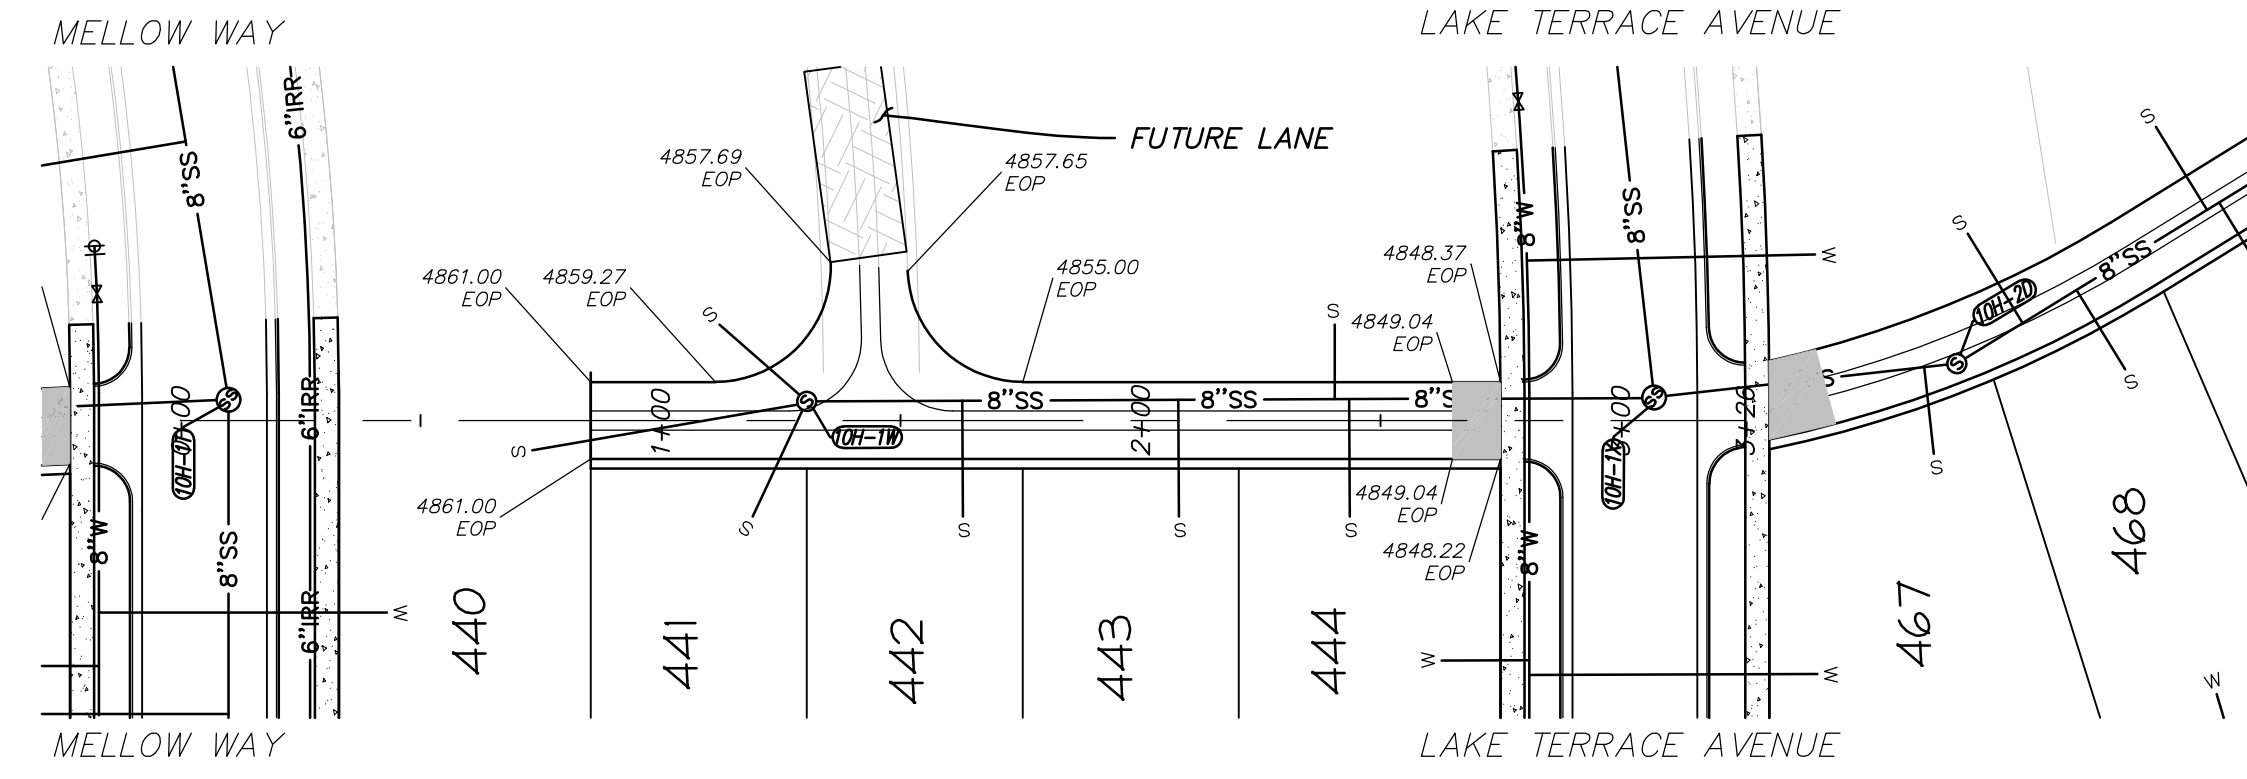 MELLOW WAY
LAKE TERRACE AVENUE
6"IRR
8"SS
4857.69
EOP
4857.65
EOP
FUTURE LANE
8"W
8"SS
W
S
S
8"SS
10H-2D
4861.00
EOP
4859.27
EOP
4855.00
EOP
4848.37
EOP
S
S
4849.04
EOP
SS
S
8"SS
8"SS
8"S
SS
S
S
6"IRR
1+00
2+00
10H-1W
10H-1X
S
4861.00
EOP
4849.04
EOP
4848.22
EOP
S
S
S
S
S
S
8"W
8"SS
8"W
6"IRR
W
440
441
442
443
444
467
468
W
W
W
MELLOW WAY
LAKE TERRACE AVENUE